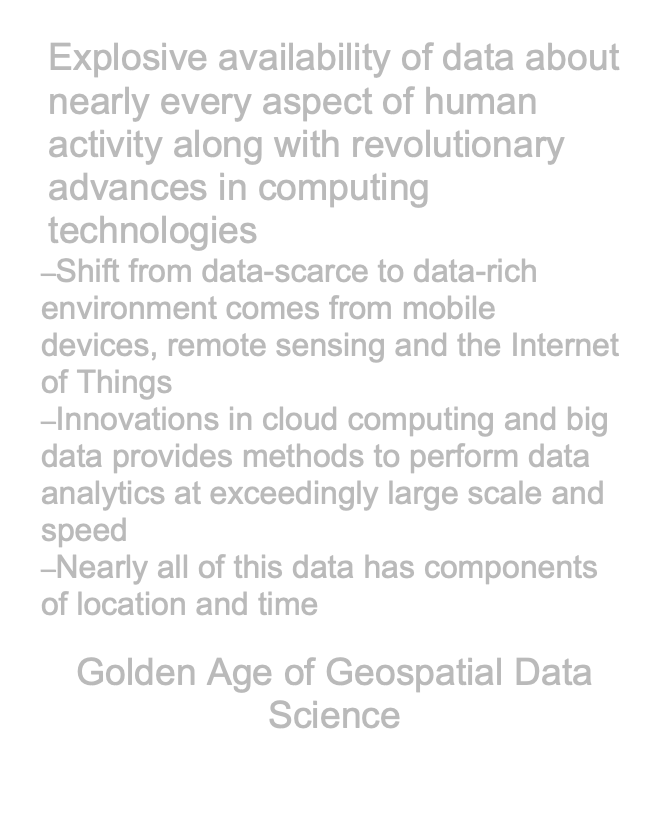 Explosive availability of data about
nearly every aspect of human
activity along with revolutionary
advances in computing
technologies
–Shift from data-scarce to data-rich
environment comes from mobile
devices, remote sensing and the Internet
of Things
–Innovations in cloud computing and big
data provides methods to perform data
analytics at exceedingly large scale and
speed
–Nearly all of this data has components
of location and time
Golden Age of Geospatial Data
Science